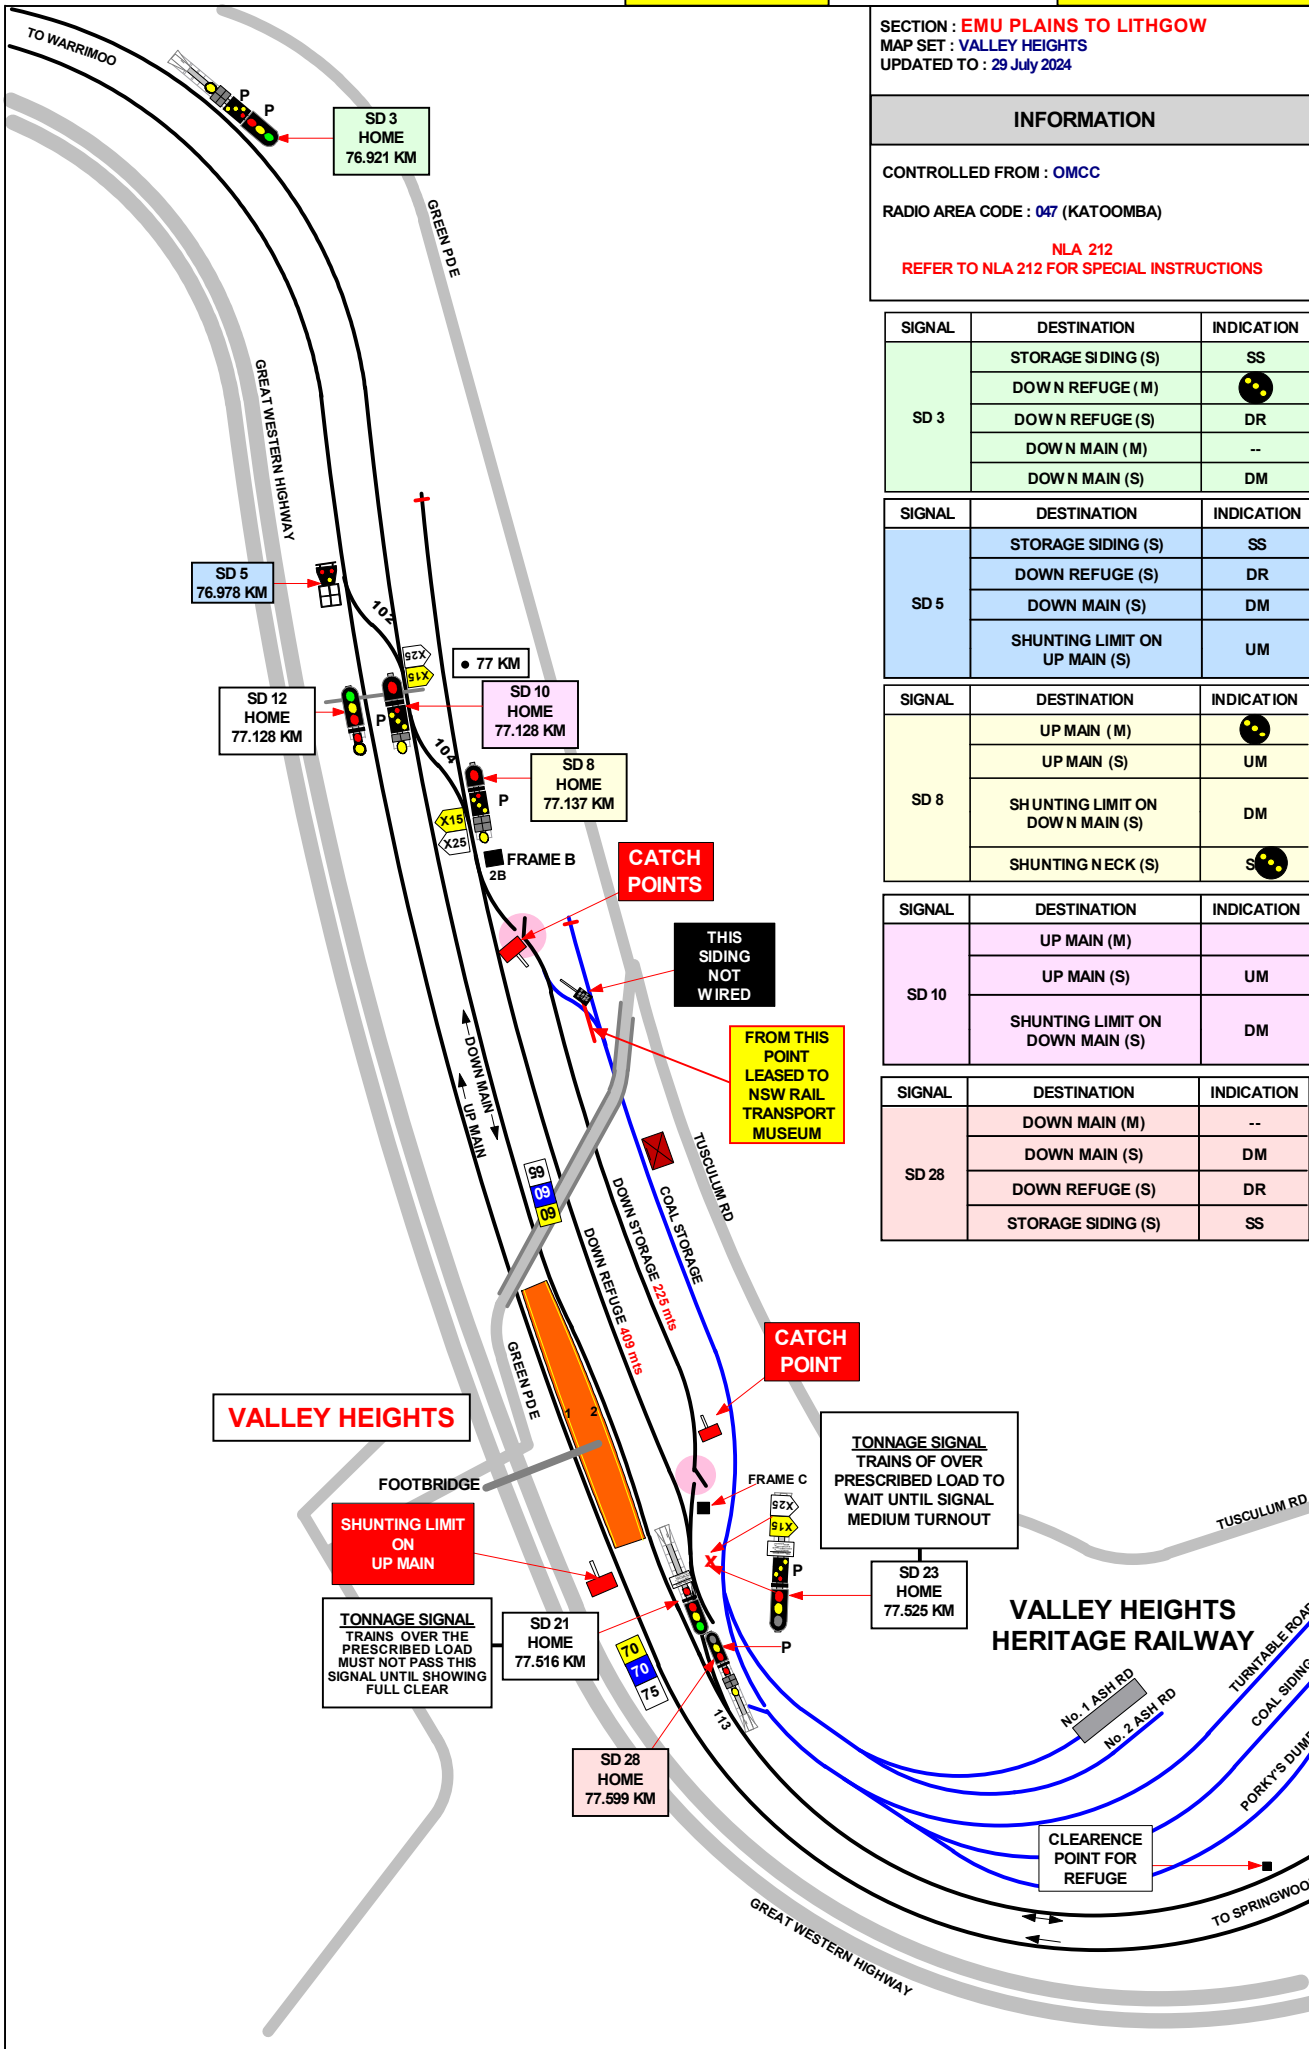 SECTION : EMU PLAINS TO LITHGOW
MAP SET : VALLEY HEIGHTS
UPDATED TO : 29 July 2024
INFORMATION
CONTROLLED FROM : OMCC
RADIO AREA CODE : 047 (KATOOMBA)
NLA 212
REFER TO NLA 212 FOR SPECIAL INSTRUCTIONS
SIGNAL DESTINATION INDICATION
SD 3
STORAGE SIDING (S) SS
DOWN REFUGE (M)
DOWN REFUGE (S) DR
DOWN MAIN (M) --
DOWN MAIN (S) DM
SIGNAL DESTINATION INDICATION
SD 5
STORAGE SIDING (S) SS
DOWN REFUGE (S) DR
DOWN MAIN (S) DM
SHUNTING LIMIT ON
UP MAIN (S) UM
SIGNAL DESTINATION INDICATION
SD 8
UP MAIN (M)
UP MAIN (S) UM
SHUNTING LIMIT ON
DOWN MAIN (S) DM
SHUNTING NECK (S) S
SIGNAL DESTINATION INDICATION
SD 10
UP MAIN (M)
UP MAIN (S) UM
SHUNTING LIMIT ON
DOWN MAIN (S) DM
SIGNAL DESTINATION INDICATION
SD 28
DOWN MAIN (M) --
DOWN MAIN (S) DM
DOWN REFUGE (S) DR
STORAGE SIDING (S) SS
TO WARRIMOO
P
P
SD 3
HOME
76.921 KM
GREEN PDE
GREAT WESTERN HIGHWAY
SD 5
76.978 KM
102
X25
X15
• 77 KM
SD 12
HOME
77.128 KM
P
SD 10
HOME
77.128 KM
104
SD 8
HOME
77.137 KM
P
X15
X25
FRAME B
2B
CATCH
POINTS
THIS
SIDING
NOT
WIRED
FROM THIS
POINT
LEASED TO
NSW RAIL
TRANSPORT
MUSEUM
DOWN MAIN
UP MAIN
65
60
60
TUSCULUM RD
COAL STORAGE
DOWN STORAGE 225 mts
DOWN REFUGE 409 mts
GREEN PDE
1 2
CATCH
POINT
VALLEY HEIGHTS
FOOTBRIDGE
SHUNTING LIMIT
ON
UP MAIN
FRAME C
X25
X15
P
X
TONNAGE SIGNAL
TRAINS OF OVER
PRESCRIBED LOAD TO
WAIT UNTIL SIGNAL
MEDIUM TURNOUT
SD 23
HOME
77.525 KM
TUSCULUM RD
TONNAGE SIGNAL
TRAINS OVER THE
PRESCRIBED LOAD
MUST NOT PASS THIS
SIGNAL UNTIL SHOWING
FULL CLEAR
SD 21
HOME
77.516 KM
P
70
70
75
113
SD 28
HOME
77.599 KM
VALLEY HEIGHTS
HERITAGE RAILWAY
No. 1 ASH RD
No. 2 ASH RD
TURNTABLE ROAD
COAL SIDING
PORKY'S DUMP
CLEARENCE
POINT FOR
REFUGE
TO SPRINGWOO
GREAT WESTERN HIGHWAY